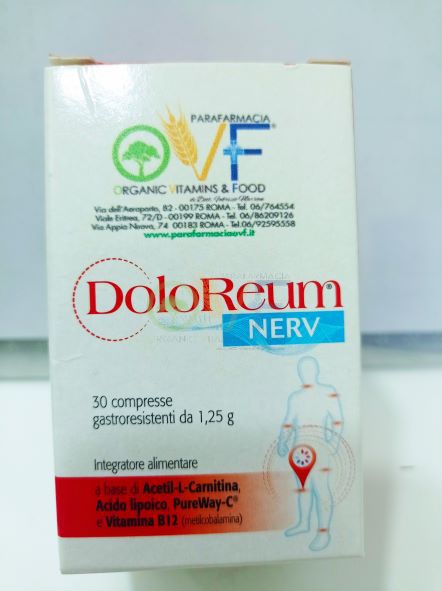 PARAFARMACIA
OVF®
ORGANIC VITAMINS & FOOD
Via dell'Aeroporto, 82 - 00175 ROMA - Tel. 06/764554
Viale Eritrea, 72/D - 00199 ROMA - Tel. 06/86209126
Via Appia Nuova, 74 00183 ROMA - Tel. 06/92595558
www.parafarmaciaovf.it
DoloReum®
NERV
30 compresse
gastroresistenti da 1,25 g
Integratore alimentare
a base di Acetil-L-Carnitina,
Acido lipoico, PureWay-C®
e Vitamina B12 (metilcobalamina)